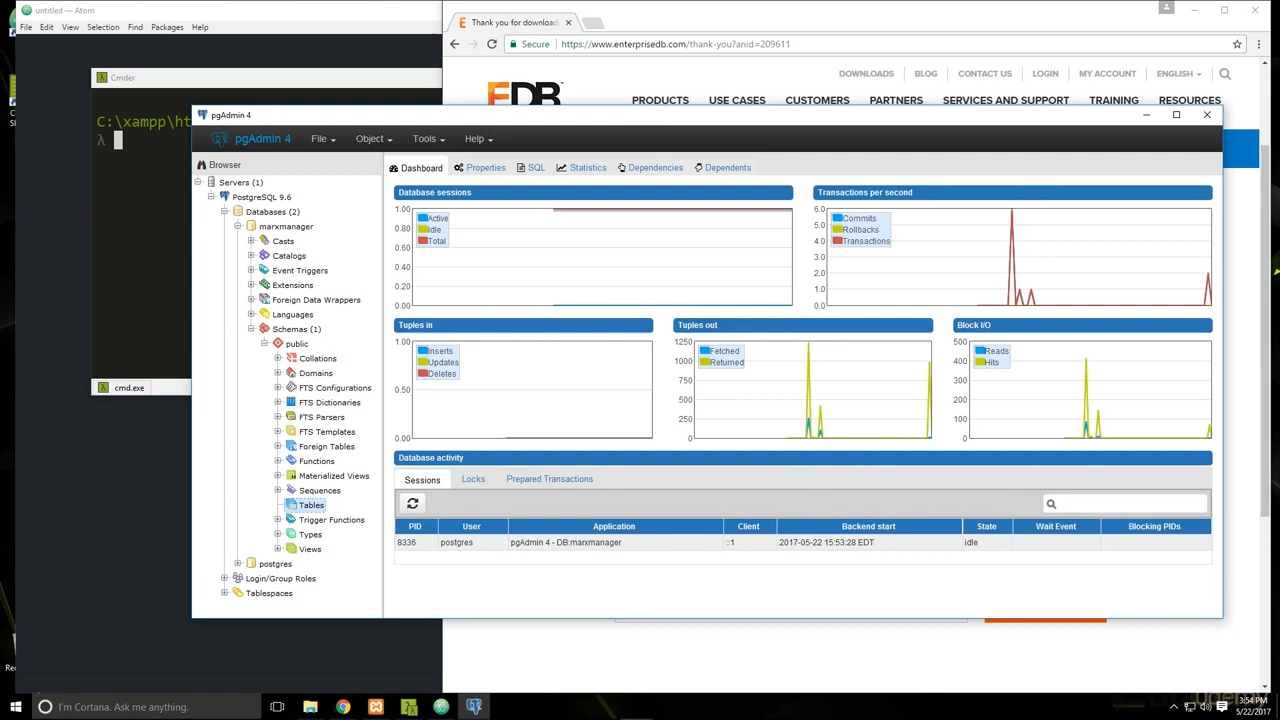 untitled — Atom
File Edit View Selection Find Packages Help
Thank you for download
Secure https://www.enterprisedb.com/thank-you?anid=209611
DOWNLOADS BLOG CONTACT US LOGIN MY ACCOUNT ENGLISH
EDB™
PRODUCTS USE CASES CUSTOMERS PARTNERS SERVICES AND SUPPORT TRAINING RESOURCES
Cmder
C:\xampp\ht
λ
cmd.exe
pgAdmin 4
pgAdmin 4 File Object Tools Help
Browser
Servers (1)
PostgreSQL 9.6
Databases (2)
marxmanager
Casts
Catalogs
Event Triggers
Extensions
Foreign Data Wrappers
Languages
Schemas (1)
public
Collations
Domains
FTS Configurations
FTS Dictionaries
FTS Parsers
FTS Templates
Foreign Tables
Functions
Materialized Views
Sequences
Tables
Trigger Functions
Types
Views
postgres
Login/Group Roles
Tablespaces
Dashboard Properties SQL Statistics Dependencies Dependents
Database sessions
1.00
0.80
0.60
0.40
0.20
0.00
Active
Idle
Total
Transactions per second
6.0
5.0
4.0
3.0
2.0
1.0
0.0
Commits
Rollbacks
Transactions
Tuples in
1.00
0.50
0.00
Inserts
Updates
Deletes
Tuples out
1250
1000
750
500
250
0
Fetched
Returned
Block I/O
500
400
300
200
100
0
Reads
Hits
Database activity
Sessions Locks Prepared Transactions
PID User Application Client Backend start State Wait Event Blocking PIDs
8336 postgres pgAdmin 4 - DB:marxmanager ::1 2017-05-22 15:53:28 EDT idle
I'm Cortana. Ask me anything.
3:54 PM
5/22/2017